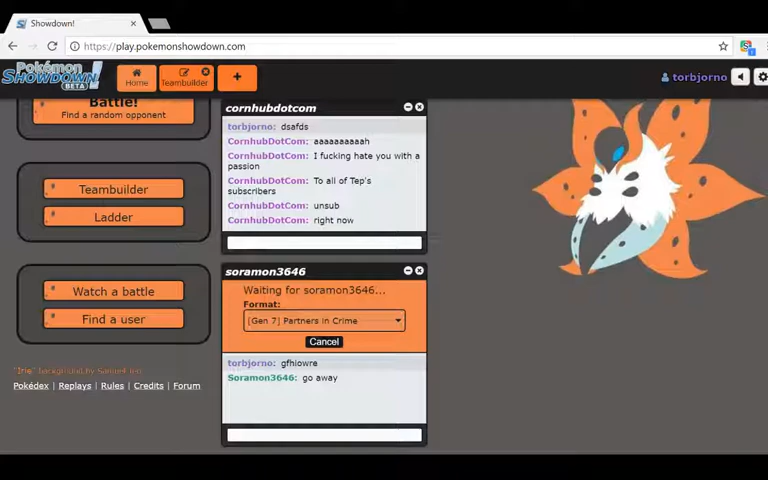 Showdown!
https://play.pokemonshowdown.com
Pokémon
SHOWDOWN!
BETA
Home
Teambuilder
torbjorno
Battle!
Find a random opponent
Teambuilder
Ladder
Watch a battle
Find a user
background by
Pokédex | Replays | Rules | Credits | Forum
cornhubdotcom
torbjorno: dsafds
CornhubDotCom: aaaaaaaaaah
CornhubDotCom: I fucking hate you with a
passion
CornhubDotCom: To all of Tep's
subscribers
CornhubDotCom: unsub
CornhubDotCom: right now
soramon3646
Waiting for soramon3646...
Format:
[Gen 7] Partners in Crime
Cancel
torbjorno: gfhiowre
Soramon3646: go away